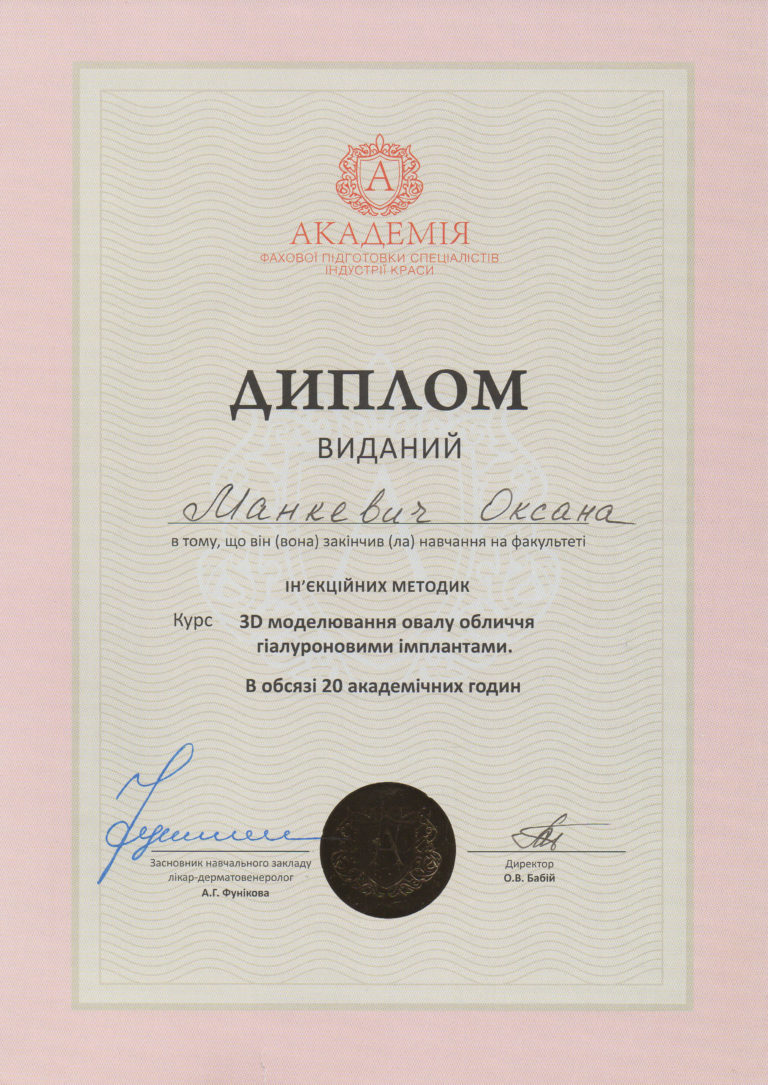 А
АКАДЕМІЯ
ФАХОВОЇ ПІДГОТОВКИ СПЕЦІАЛІСТІВ
ІНДУСТРІЇ КРАСИ
ДИПЛОМ
ВИДАНИЙ
Манкевич Оксана
в тому, що він (вона) закінчив (ла) навчання на факультеті
ІН’ЄКЦІЙНИХ МЕТОДИК
Курс 3D моделювання овалу обличчя
гіалуроновими імплантами.
В обсязі 20 академічних годин
А
Засновник навчального закладу
лікар-дерматовенеролог
А.Г. Фунікова
Директор
О.В. Бабій